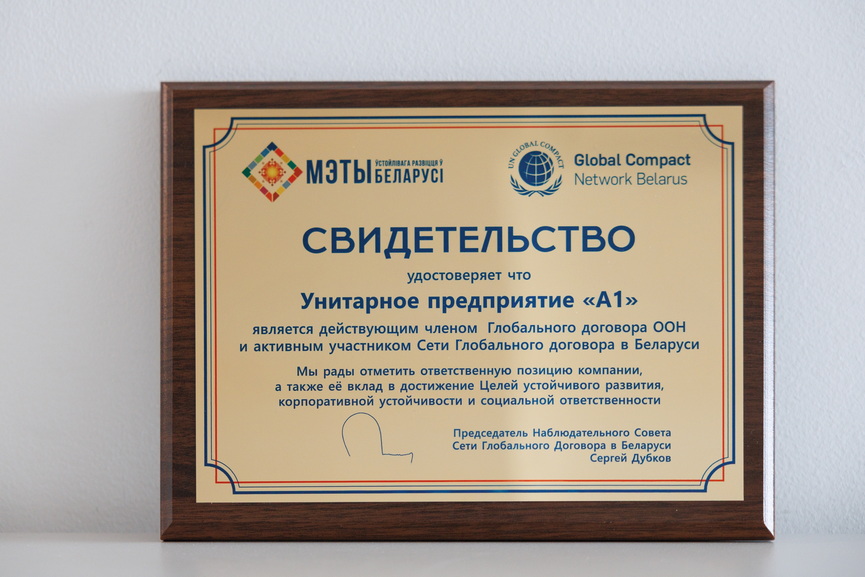 МЭТЫ ЎСТОЙЛІВАГА РАЗВІЦЦЯ Ў
БЕЛАРУСІ
UN GLOBAL COMPACT
Global Compact
Network Belarus
СВИДЕТЕЛЬСТВО
удостоверяет что
Унитарное предприятие «А1»
является действующим членом Глобального договора ООН
и активным участником Сети Глобального договора в Беларуси
Мы рады отметить ответственную позицию компании,
а также её вклад в достижение Целей устойчивого развития,
корпоративной устойчивости и социальной ответственности
Председатель Наблюдательного Совета
Сети Глобального Договора в Беларуси
Сергей Дубков